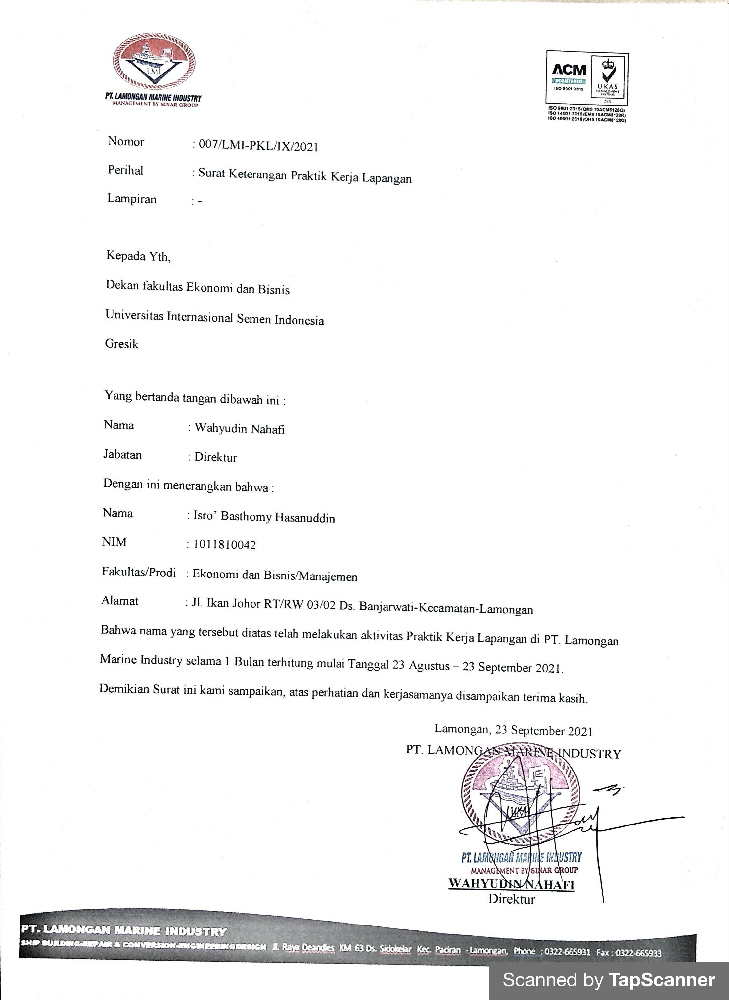 LMI
PT. LAMONGAN MARINE INDUSTRY
MANAGEMENT BY SINAR GROUP
ACM
REGISTERED
ISO 9001:2015
UKAS
MANAGEMENT
SYSTEMS
245
ISO 9001:2015(QMS 19ACM8128Q)
ISO 14001:2015(EMS 19ACM8128R)
ISO 45001:2018(OHS 19ACM8128O)
Nomor : 007/LMI-PKL/IX/2021
Perihal : Surat Keterangan Praktik Kerja Lapangan
Lampiran : -
Kepada Yth,
Dekan fakultas Ekonomi dan Bisnis
Universitas Internasional Semen Indonesia
Gresik
Yang bertanda tangan dibawah ini :
Nama : Wahyudin Nahafi
Jabatan : Direktur
Dengan ini menerangkan bahwa :
Nama : Isro’ Basthomy Hasanuddin
NIM : 1011810042
Fakultas/Prodi : Ekonomi dan Bisnis/Manajemen
Alamat : Jl. Ikan Johor RT/RW 03/02 Ds. Banjarwati-Kecamatan-Lamongan
Bahwa nama yang tersebut diatas telah melakukan aktivitas Praktik Kerja Lapangan di PT. Lamongan
Marine Industry selama 1 Bulan terhitung mulai Tanggal 23 Agustus – 23 September 2021.
Demikian Surat ini kami sampaikan, atas perhatian dan kerjasamanya disampaikan terima kasih.
Lamongan, 23 September 2021
PT. LAMONGAN MARINE INDUSTRY
PT. LAMONGAN MARINE INDUSTRY
MANAGEMENT BY SINAR GROUP
WAHYUDIN NAHAFI
Direktur
PT. LAMONGAN MARINE INDUSTRY
SHIP BUILDING-REPAIR & CONVERSION-ENGINEERING DESIGN Jl. Raya Deandles KM 63 Ds. Sidokelar Kec. Paciran - Lamongan, Phone : 0322-665931 Fax : 0322-665933
Scanned by TapScanner